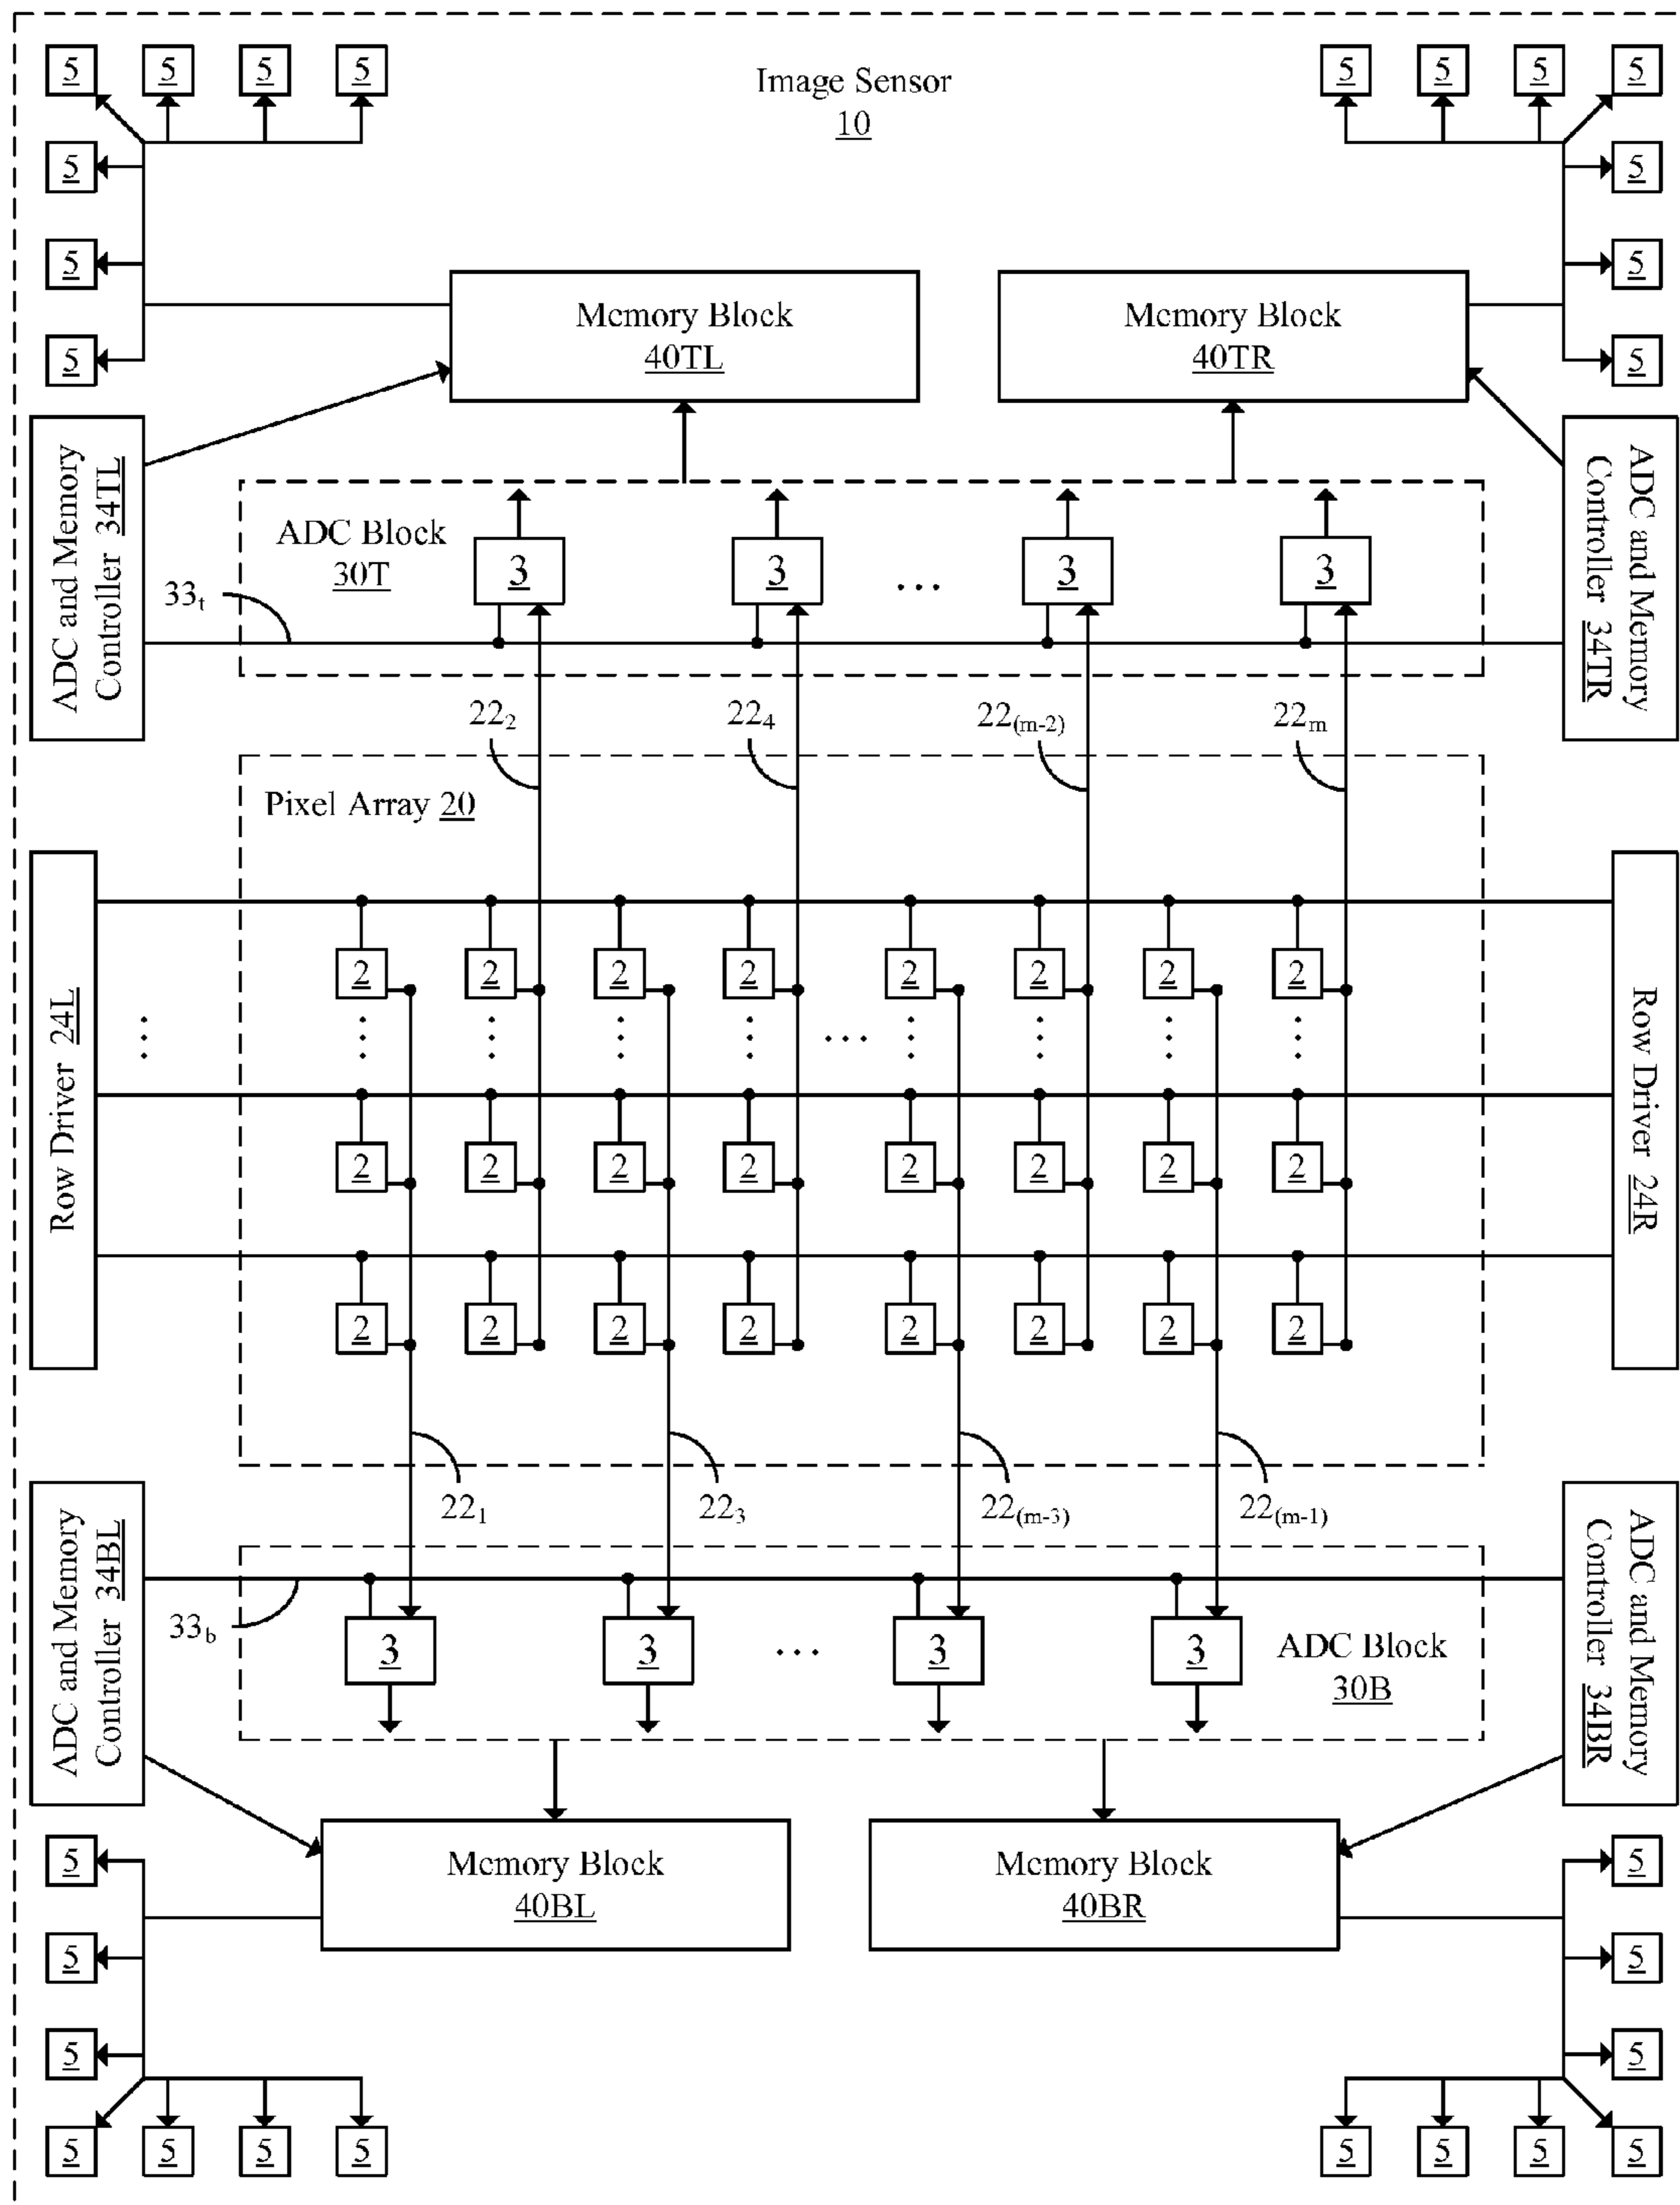 5 5 5 5
Image Sensor
10
5 5 5 5
5 5
5 5
5 5
Memory Block
40TL
Memory Block
40TR
ADC and Memory
Controller 34TL
ADC and Memory
Controller 34TR
ADC Block
30T
3 3 ... 3 3
33t
222 224 22(m-2) 22m
Pixel Array 20
Row Driver 24L
Row Driver 24R
2 2 2 2 2 2 2 2
...
2 2 2 2 2 2 2 2
2 2 2 2 2 2 2 2
221 223 22(m-3) 22(m-1)
ADC and Memory
Controller 34BL
ADC and Memory
Controller 34BR
33b
3 3 ... 3 3
ADC Block
30B
Memory Block
40BL
Memory Block
40BR
5 5
5 5
5 5
5 5 5 5
5 5 5 5